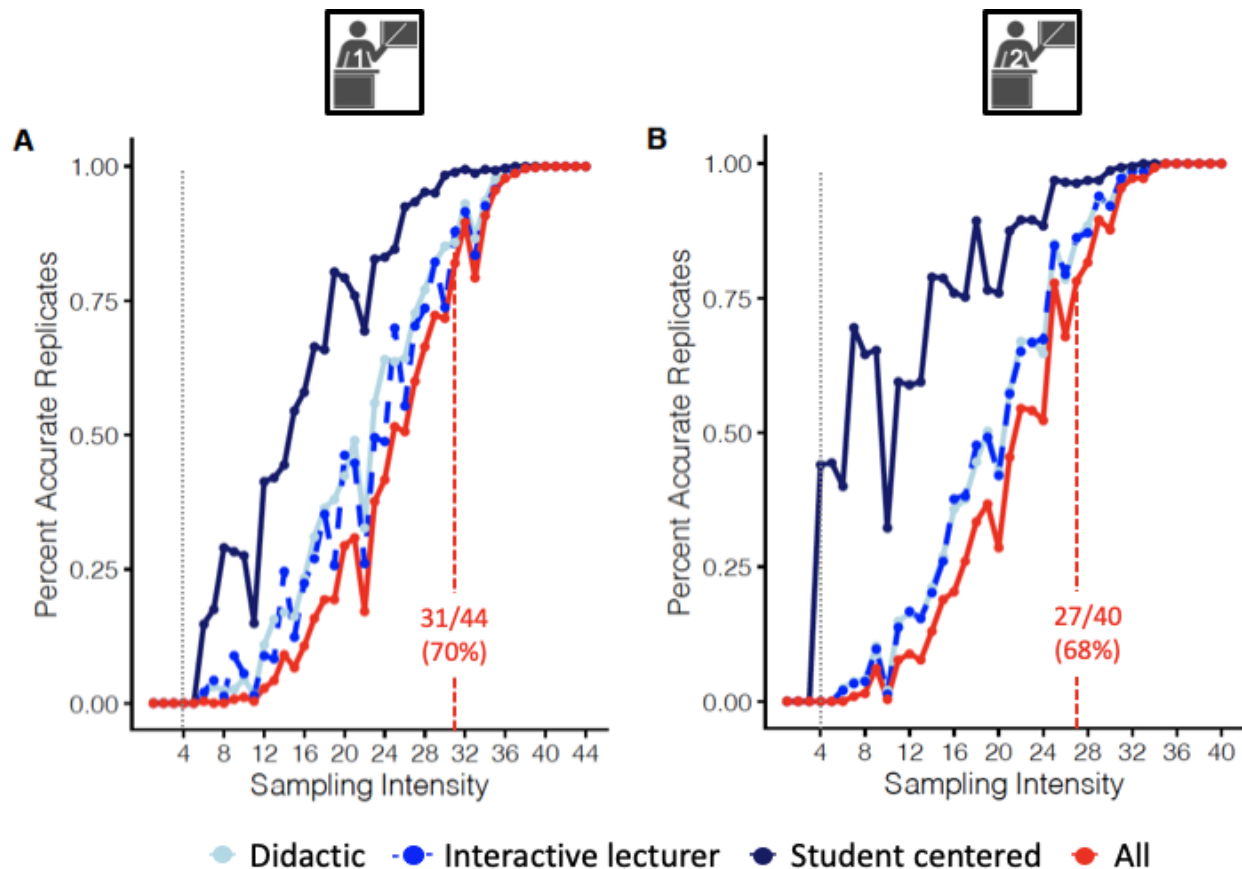 1
2
A
B
Percent Accurate Replicates
1.00
0.75
0.50
0.25
0.00
31/44
(70%)
4 8 12 16 20 24 28 32 36 40 44
Sampling Intensity
Percent Accurate Replicates
1.00
0.75
0.50
0.25
0.00
27/40
(68%)
4 8 12 16 20 24 28 32 36 40
Sampling Intensity
Didactic Interactive lecturer Student centered All